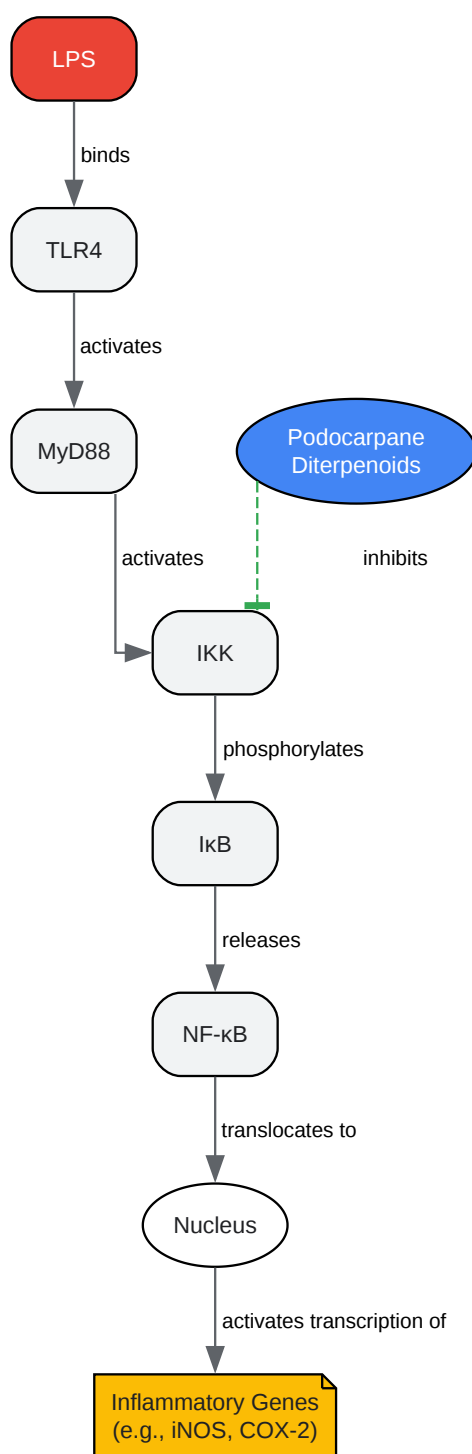 LPS
binds
TLR4
activates
MyD88
Podocarpane
Diterpenoids
activates
inhibits
IKK
phosphorylates
IκB
releases
NF-κB
translocates to
Nucleus
activates transcription of
Inflammatory Genes
(e.g., iNOS, COX-2)